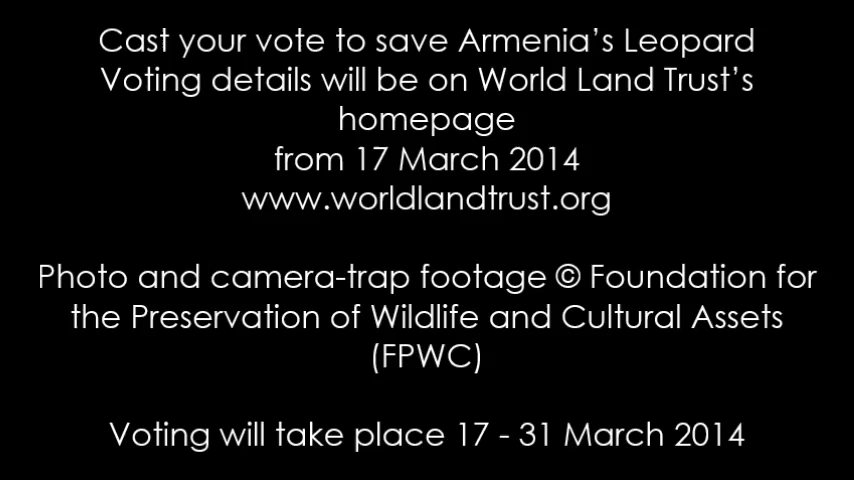 Cast your vote to save Armenia’s Leopard
Voting details will be on World Land Trust’s
homepage
from 17 March 2014
www.worldlandtrust.org
Photo and camera-trap footage © Foundation for
the Preservation of Wildlife and Cultural Assets
(FPWC)
Voting will take place 17 - 31 March 2014